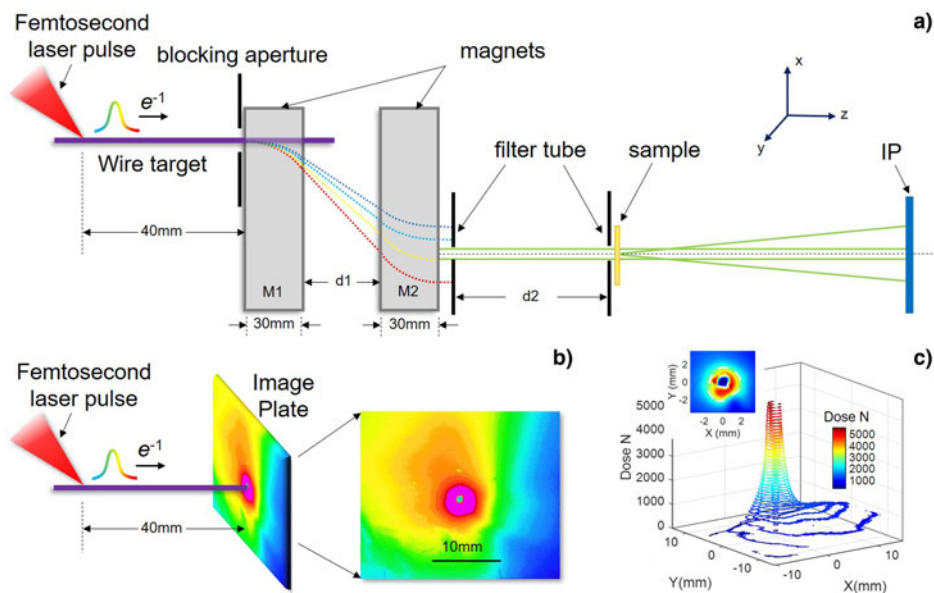 a)
Femtosecond
laser pulse
blocking aperture
magnets
x
z
y
e⁻¹
Wire target
filter tube
sample
IP
40mm
d1
d2
M1
M2
30mm
30mm
b)
Femtosecond
laser pulse
e⁻¹
Image
Plate
40mm
10mm
c)
Y (mm)
2
0
-2
-2 0 2
X (mm)
Dose N
5000
4000
3000
2000
1000
Dose N
5000
4000
3000
2000
1000
0
10
0
-10
Y(mm)
-10
0
10
X(mm)